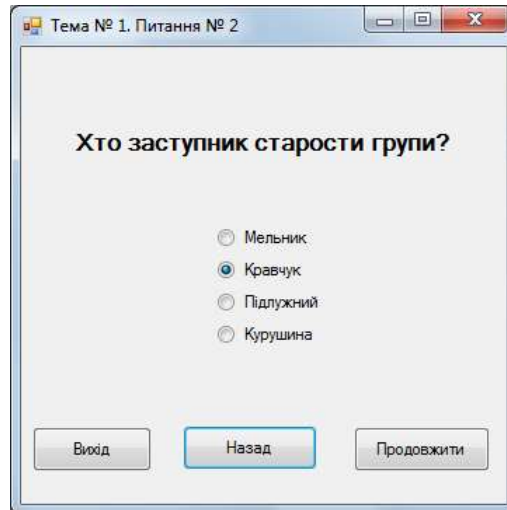 Тема № 1. Питання № 2
Хто заступник старости групи?
Мельник
Кравчук
Підлужний
Курушина
Вихід
Назад
Продовжити